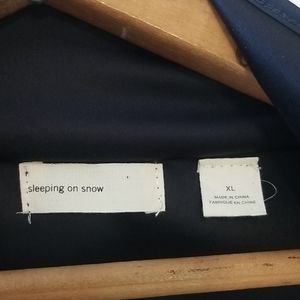 sleeping on snow
XL
MADE IN CHINA
FABRIQUÉ EN CHINE